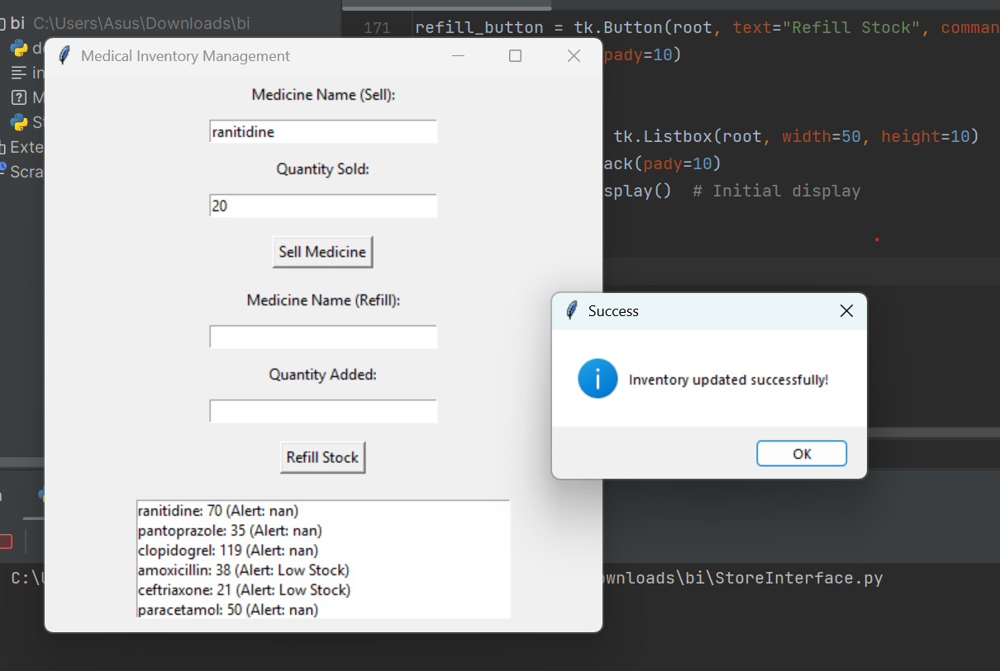 bi C:\Users\Asus\Downloads\bi
171 refill_button = tk.Button(root, text="Refill Stock", comman
pady=10)
tk.Listbox(root, width=50, height=10)
ack(pady=10)
splay() # Initial display
Exte
Scra
Medical Inventory Management
Medicine Name (Sell):
ranitidine
Quantity Sold:
20
Sell Medicine
Medicine Name (Refill):
Quantity Added:
Refill Stock
ranitidine: 70 (Alert: nan)
pantoprazole: 35 (Alert: nan)
clopidogrel: 119 (Alert: nan)
amoxicillin: 38 (Alert: Low Stock)
ceftriaxone: 21 (Alert: Low Stock)
paracetamol: 50 (Alert: nan)
Success
Inventory updated successfully!
OK
C:\
ownloads\bi\StoreInterface.py